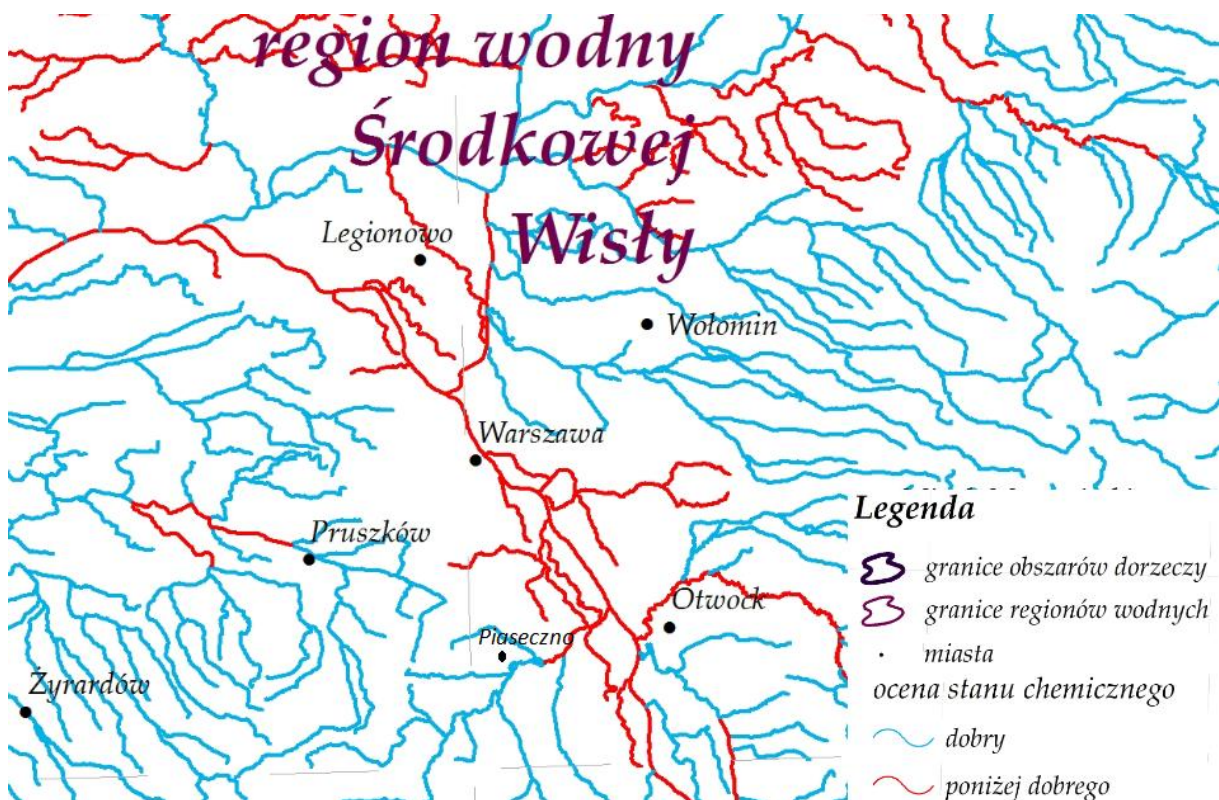 region wodny
Środkowej
Wisły
Legionowo
Wołomin
Warszawa
Pruszków
Otwock
Piaseczno
Żyrardów
Legenda
granice obszarów dorzeczy
granice regionów wodnych
miasta
ocena stanu chemicznego
dobry
poniżej dobrego